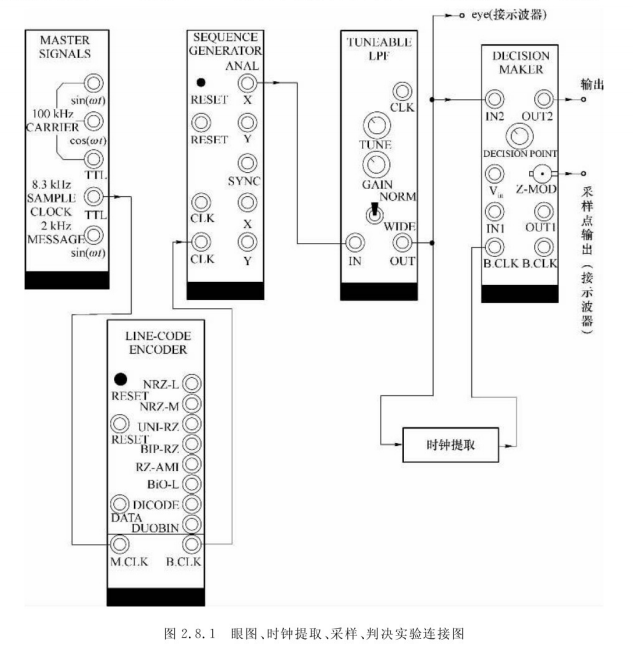 eye(接示波器)
MASTER
SIGNALS
sin(ωt)
100 kHz
CARRIER
cos(ωt)
TTL
8.3 kHz
SAMPLE
CLOCK
TTL
2 kHz
MESSAGE
sin(ωt)
SEQUENCE
GENERATOR
ANAL
RESET
X
RESET
Y
SYNC
CLK
X
CLK
Y
TUNEABLE
LPF
CLK
TUNE
GAIN
NORM
WIDE
IN
OUT
DECISION
MAKER
IN2
OUT2
DECISION POINT
Vin
Z-MOD
IN1
OUT1
B.CLK
B.CLK
输出
采样点输出(接示波器)
LINE-CODE
ENCODER
NRZ-L
RESET
NRZ-M
UNI-RZ
RESET
BIP-RZ
RZ-AMI
BiO-L
DICODE
DATA
DUOBIN
M.CLK
B.CLK
时钟提取
图 2.8.1 眼图、时钟提取、采样、判决实验连接图